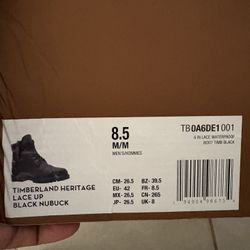 8.5
M/M
MEN'S/HOMMES
TB0A6DE1001
6 IN LACE WATERPROOF
BOOT TIMB BLACK
TIMBERLAND HERITAGE
LACE UP
BLACK NUBUCK
CM- 26.5 BZ- 39.5
EU- 42 FR- 8.5
MX- 26.5 CN- 265
JP- 26.5 UK- 8